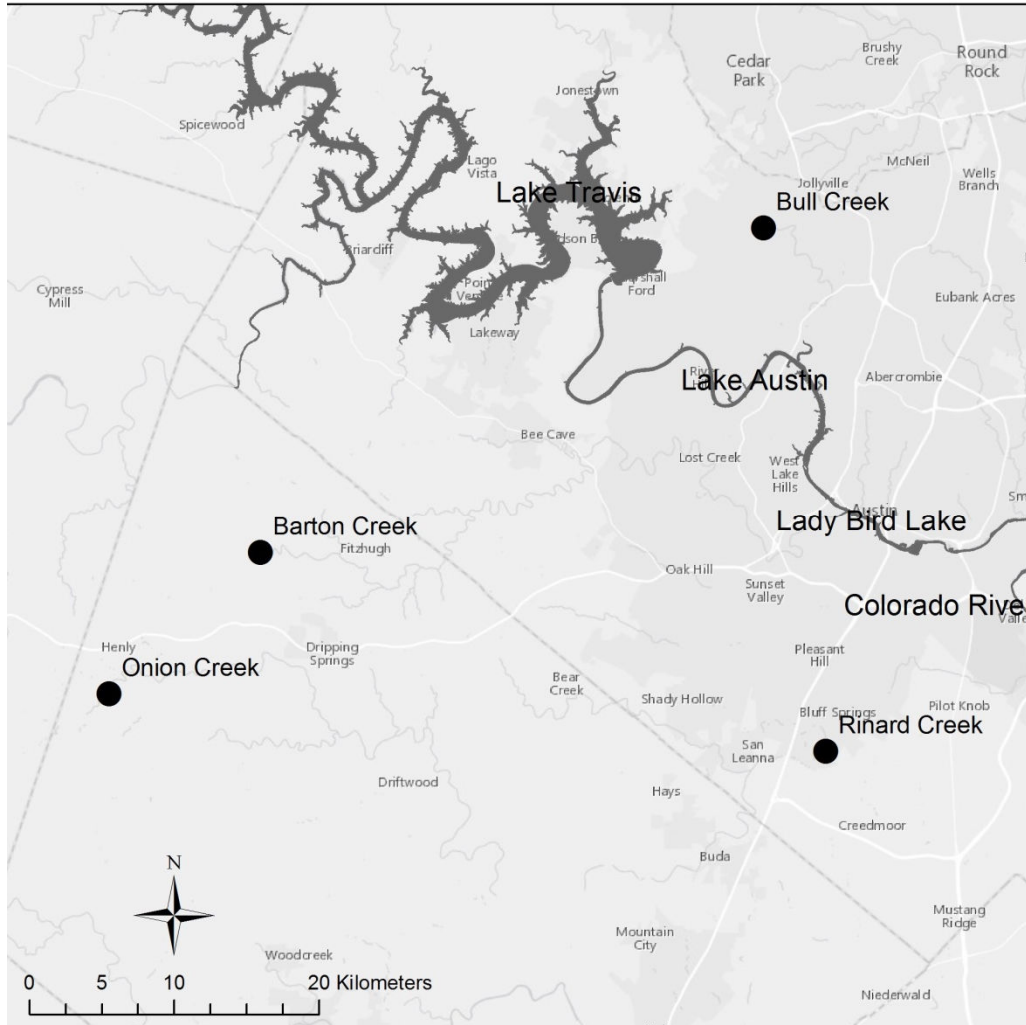 Cedar
Park
Brushy
Creek
Round
Rock
Jonestown
Spicewood
McNeil
Lago
Vista
Jollyville
Wells
Branch
Lake Travis
Bull Creek
Briarcliff
Point
Lakeway
Ford
Cypress
Mill
Eubank Acres
Lake Austin
Abercrombie
Bee Cave
Lost Creek
West
Lake
Hills
Austin
Lady Bird Lake
Barton Creek
Fitzhugh
Oak Hill
Sunset
Valley
Colorado Rive
Valle
Henly
Dripping
Springs
Pleasant
Hill
Onion Creek
Bear
Creek
Shady Hollow
Bluff Springs
Pilot Knob
Rinard Creek
San
Leanna
Driftwood
Hays
Creedmoor
Buda
N
Mountain
City
Mustang
Ridge
Woodcreek
0 5 10 20 Kilometers
Niederwald